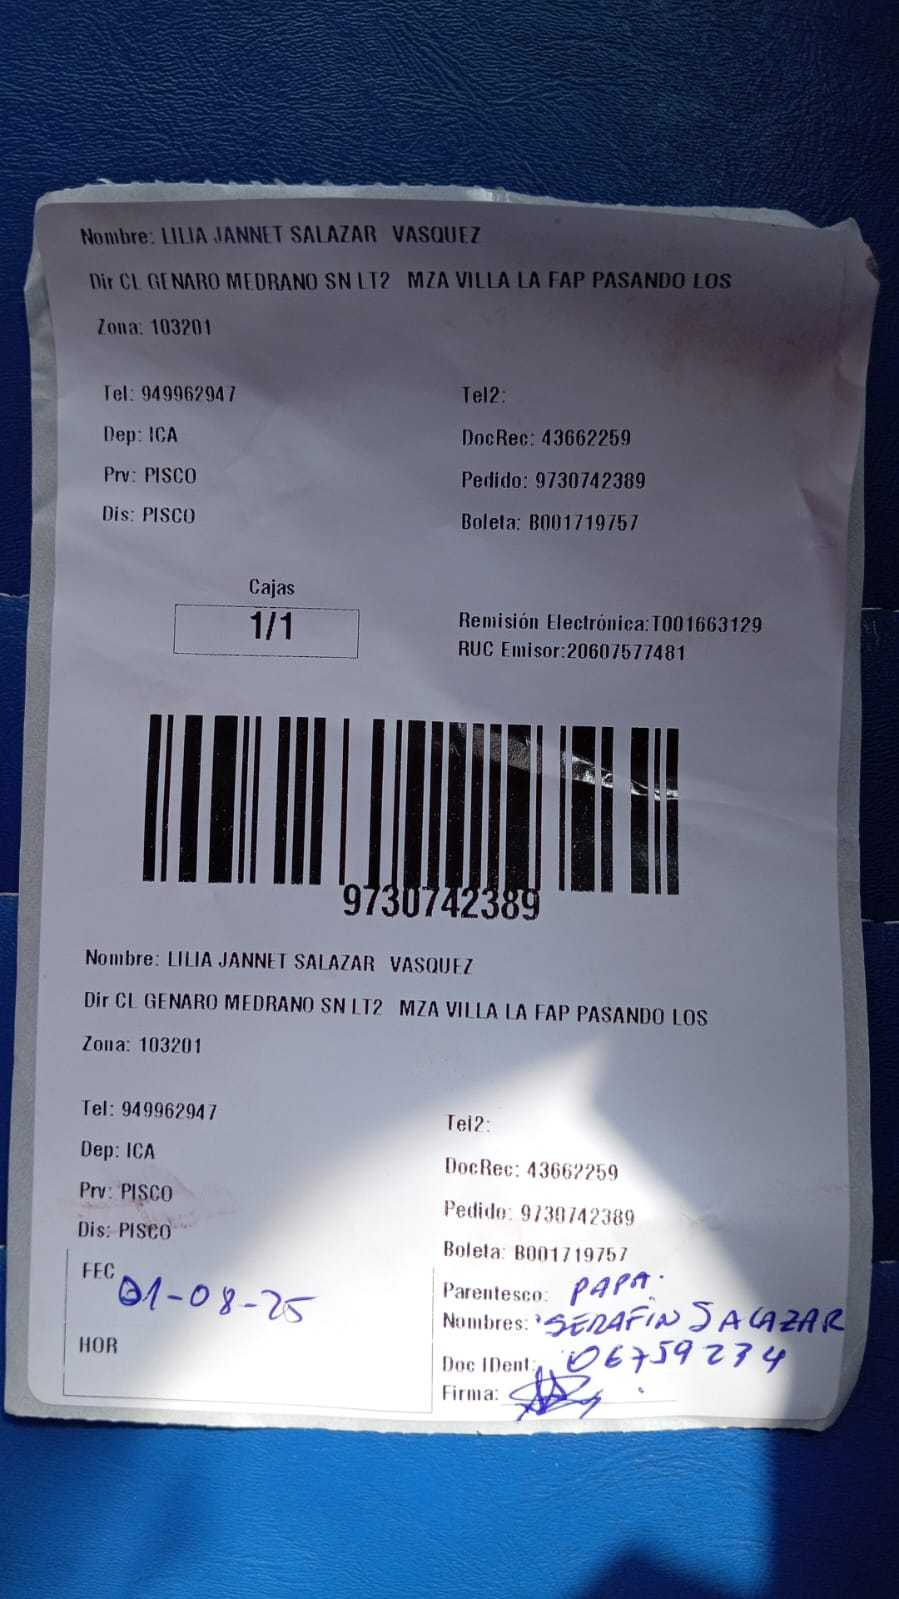 Nombre: LILIA JANNET SALAZAR VASQUEZ
Dir CL GENARO MEDRANO SN LT2 MZA VILLA LA FAP PASANDO LOS
Zona: 103201
Tel: 949962947 Tel2:
Dep: ICA DocRec: 43662259
Prv: PISCO Pedido: 9730742389
Dis: PISCO Boleta: B001719757
Cajas
1/1
Remisión Electrónica:T001663129
RUC Emisor:20607577481
9730742389
Nombre: LILIA JANNET SALAZAR VASQUEZ
Dir CL GENARO MEDRANO SN LT2 MZA VILLA LA FAP PASANDO LOS
Zona: 103201
Tel: 949962947 Tel2:
Dep: ICA DocRec: 43662259
Prv: PISCO Pedido: 9730742389
Dis: PISCO Boleta: B001719757
FEC 01-08-25
HOR
Parentesco: PAPA.
Nombres: SERAFIN SALAZAR
Doc IDent: 06759234
Firma: